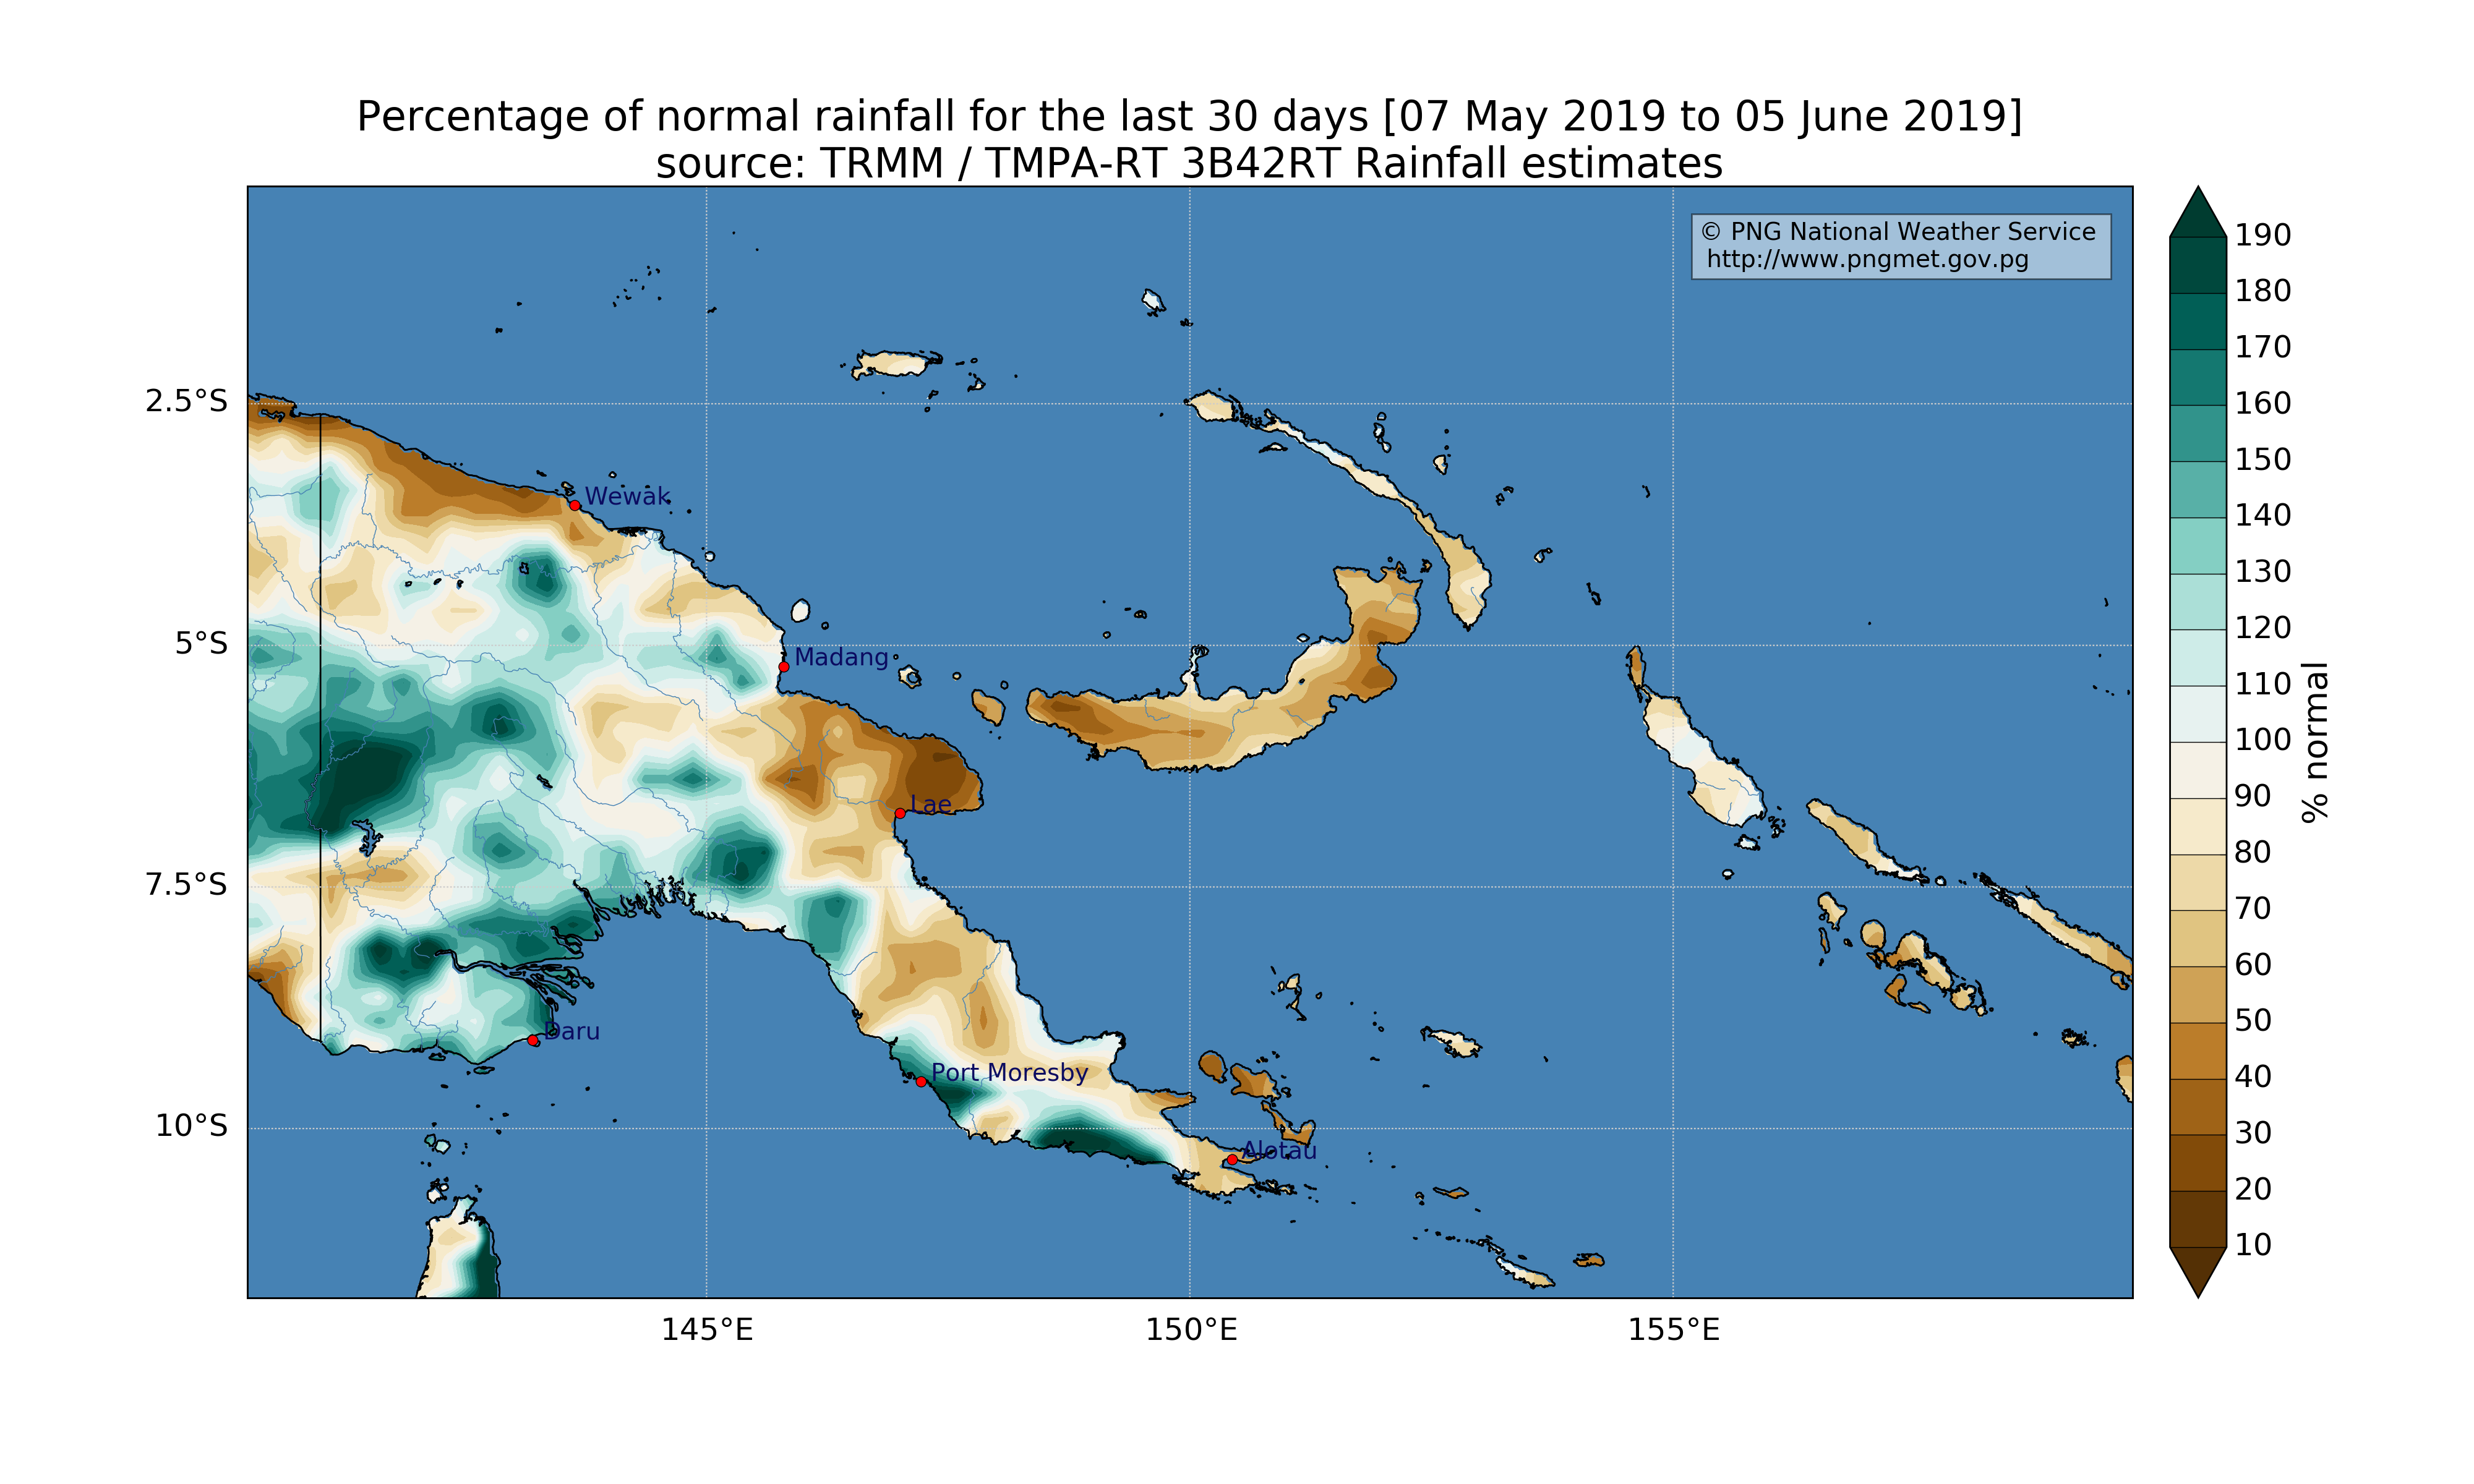 Percentage of normal rainfall for the last 30 days [07 May 2019 to 05 June 2019]
source: TRMM / TMPA-RT 3B42RT Rainfall estimates
© PNG National Weather Service
http://www.pngmet.gov.pg
2.5°S
5°S
7.5°S
10°S
145°E
150°E
155°E
Wewak
Madang
Lae
Daru
Port Moresby
Alotau
190
180
170
160
150
140
130
120
110
100
90
80
70
60
50
40
30
20
10
% normal